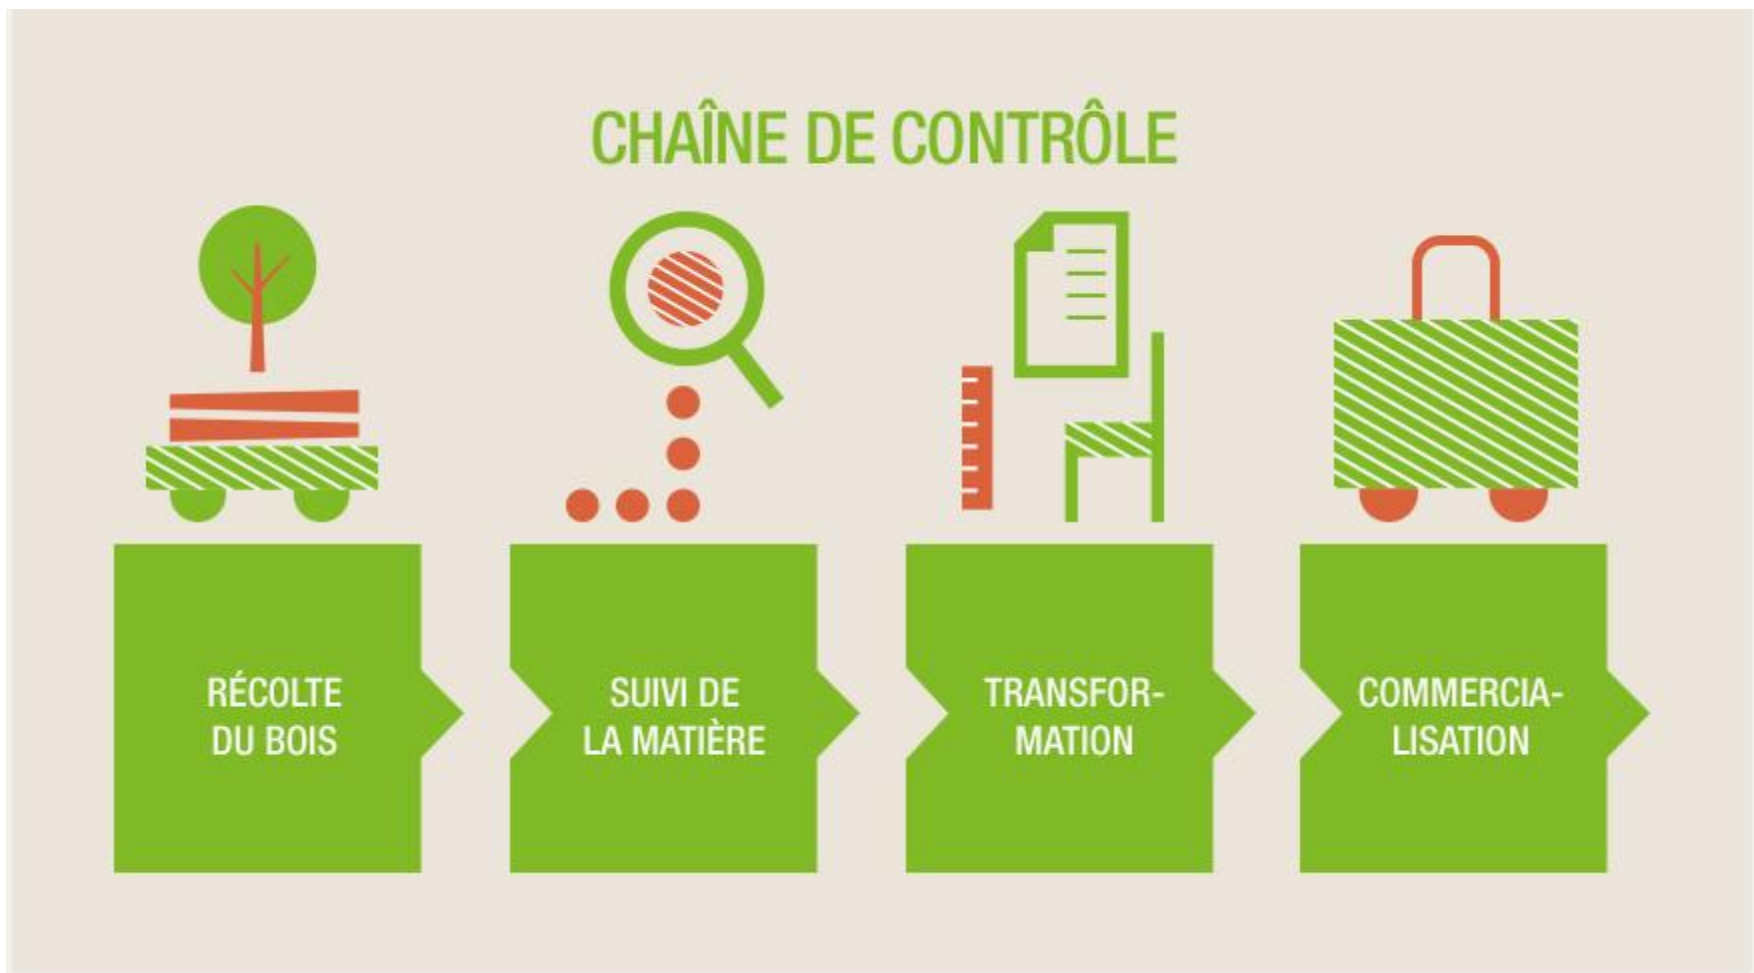 CHAÎNE DE CONTRÔLE
RÉCOLTE
DU BOIS
SUIVI DE
LA MATIÈRE
TRANSFOR-
MATION
COMMERCIA-
LISATION